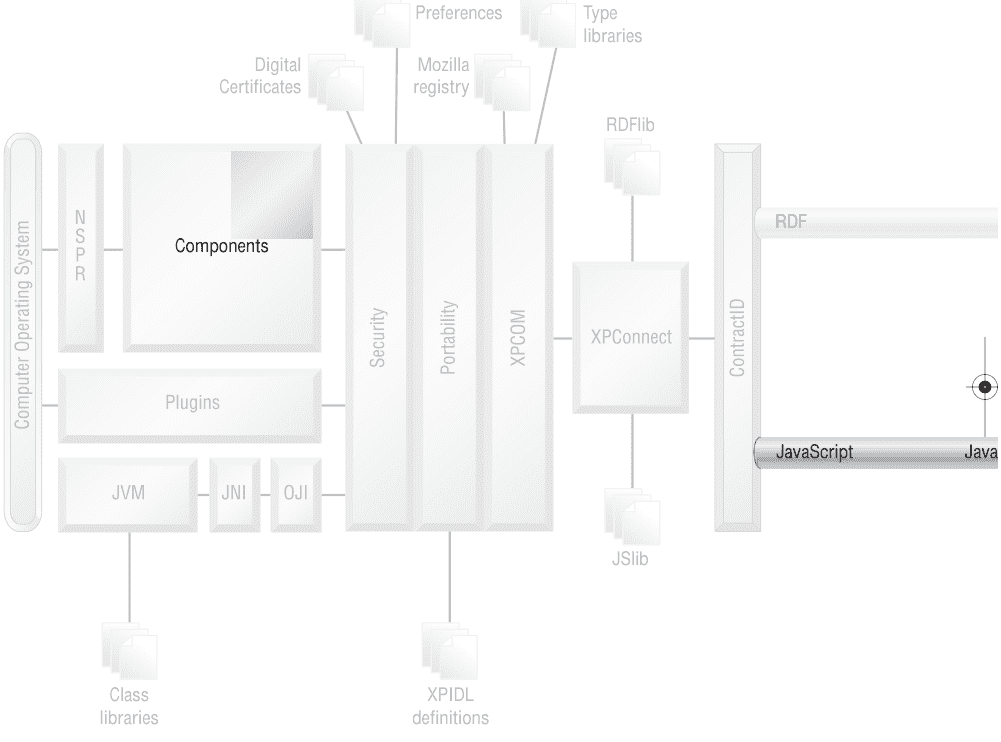 Preferences
Type
libraries
Digital
Certificates
Mozilla
registry
RDFlib
Computer Operating System
N
S
P
R
Components
Security
Portability
XPCOM
XPConnect
ContractID
RDF
Plugins
JavaScript
Java
JVM
JNI
OJI
JSlib
Class
libraries
XPIDL
definitions